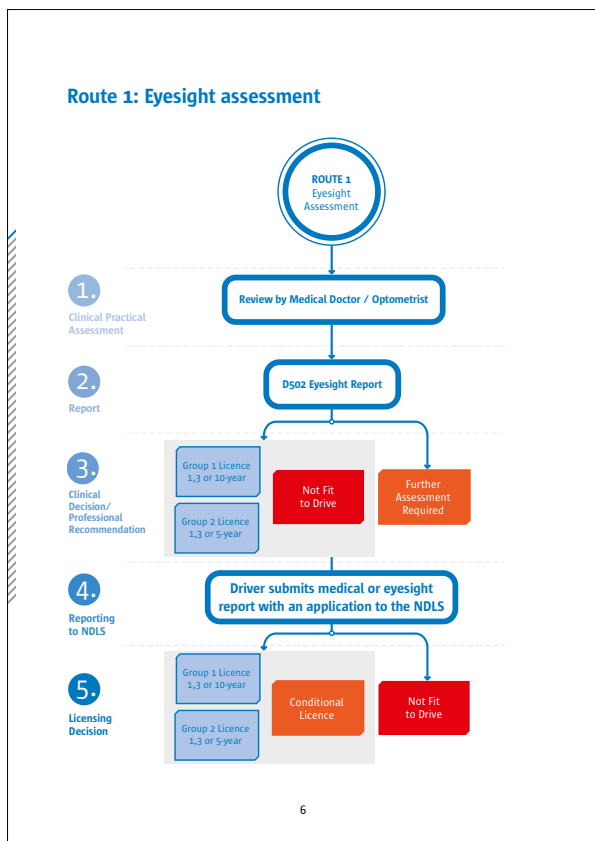 Route 1: Eyesight assessment
ROUTE 1
Eyesight
Assessment
1.
Clinical Practical
Assessment
Review by Medical Doctor / Optometrist
2.
Report
D502 Eyesight Report
3.
Clinical
Decision/
Professional
Recommendation
Group 1 Licence
1,3 or 10-year
Group 2 Licence
1,3 or 5-year
Not Fit
to Drive
Further
Assessment
Required
4.
Reporting
to NDLS
Driver submits medical or eyesight
report with an application to the NDLS
5.
Licensing
Decision
Group 1 Licence
1,3 or 10-year
Group 2 Licence
1,3 or 5-year
Conditional
Licence
Not Fit
to Drive
6